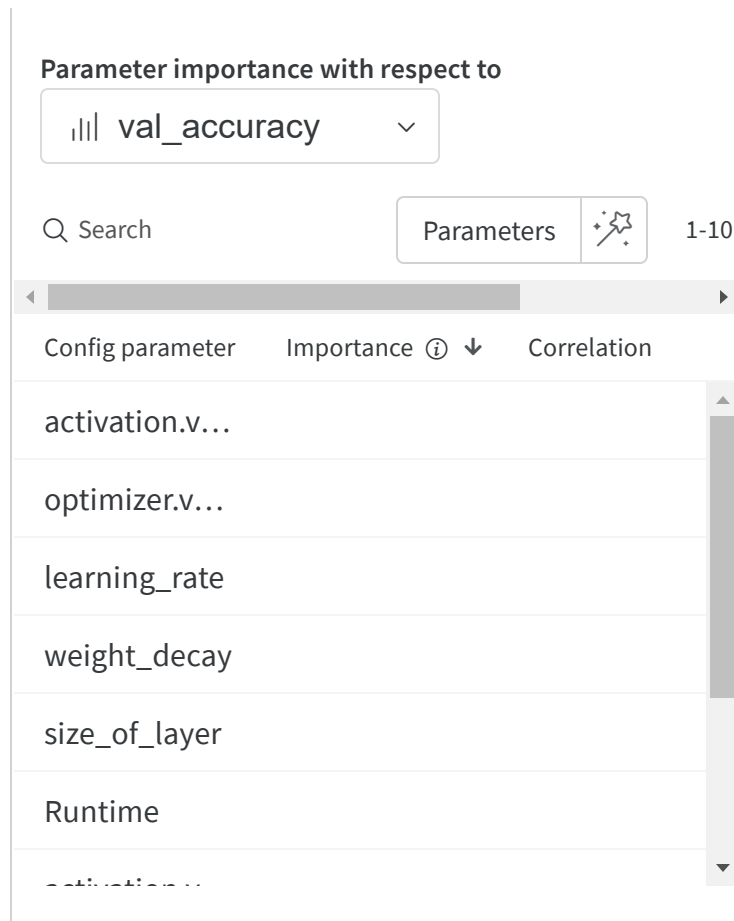 Parameter importance with respect to
val_accuracy
Search Parameters 1-10
Config parameter Importance Correlation
activation.v...
optimizer.v...
learning_rate
weight_decay
size_of_layer
Runtime
activation.v